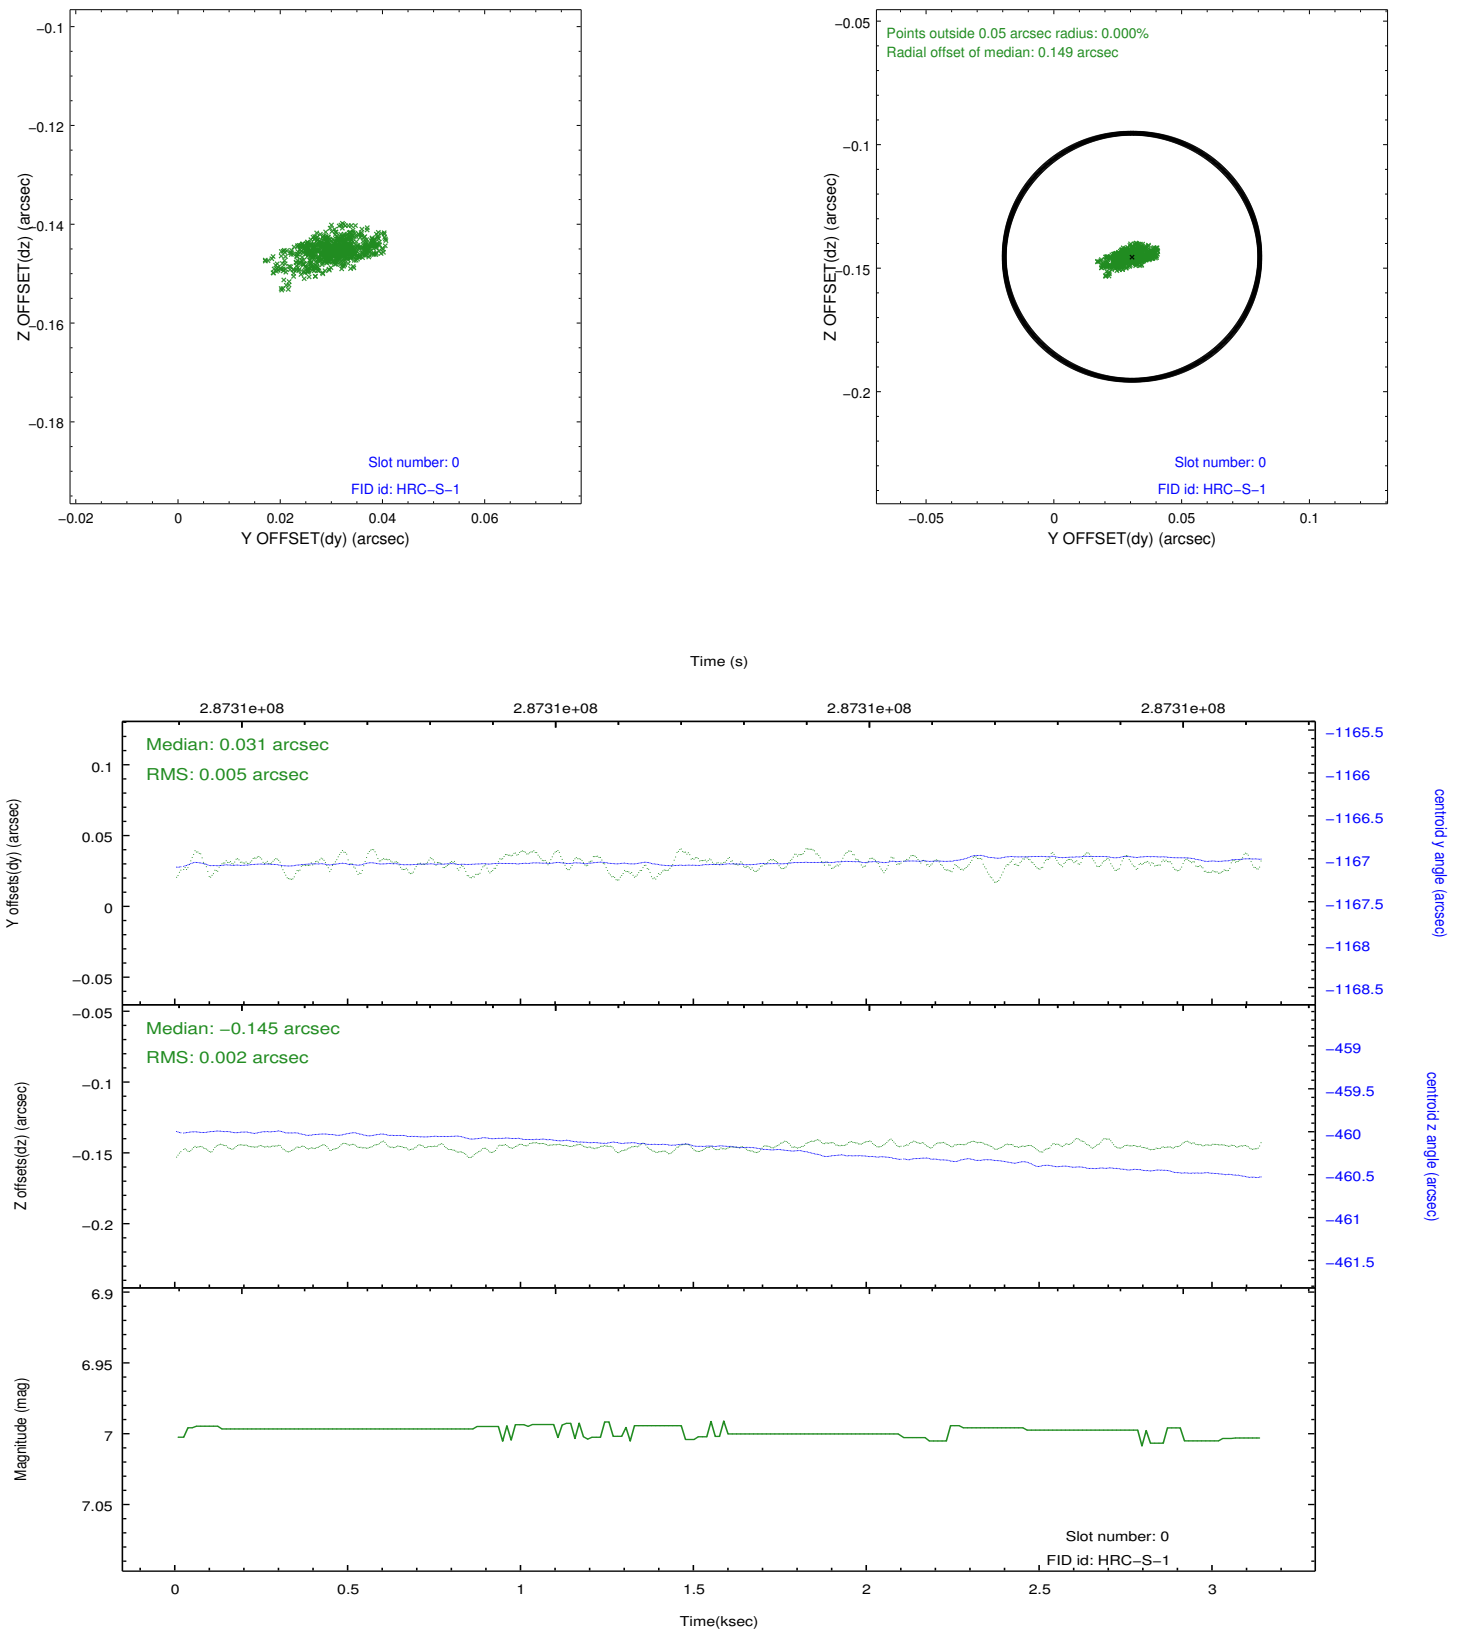 −0.1
−0.12
−0.14
−0.16
−0.18
Z OFFSET(dz) (arcsec)
Slot number: 0
FID id: HRC−S−1
−0.02 0 0.02 0.04 0.06
Y OFFSET(dy) (arcsec)
Points outside 0.05 arcsec radius: 0.000%
Radial offset of median: 0.149 arcsec
−0.05
−0.1
−0.15
−0.2
Z OFFSET(dz) (arcsec)
Slot number: 0
FID id: HRC−S−1
−0.05 0 0.05 0.1
Y OFFSET(dy) (arcsec)
Time (s)
2.8731e+08 2.8731e+08 2.8731e+08 2.8731e+08
Median: 0.031 arcsec
RMS: 0.005 arcsec
0.1
0.05
0
−0.05
Y offsets(dy) (arcsec)
−1165.5
−1166
−1166.5
−1167
−1167.5
−1168
−1168.5
centroid y angle (arcsec)
Median: −0.145 arcsec
RMS: 0.002 arcsec
−0.05
−0.1
−0.15
−0.2
Z offsets(dz) (arcsec)
−459
−459.5
−460
−460.5
−461
−461.5
centroid z angle (arcsec)
6.9
6.95
7
7.05
Magnitude (mag)
Slot number: 0
FID id: HRC−S−1
0 0.5 1 1.5 2 2.5 3
Time(ksec)